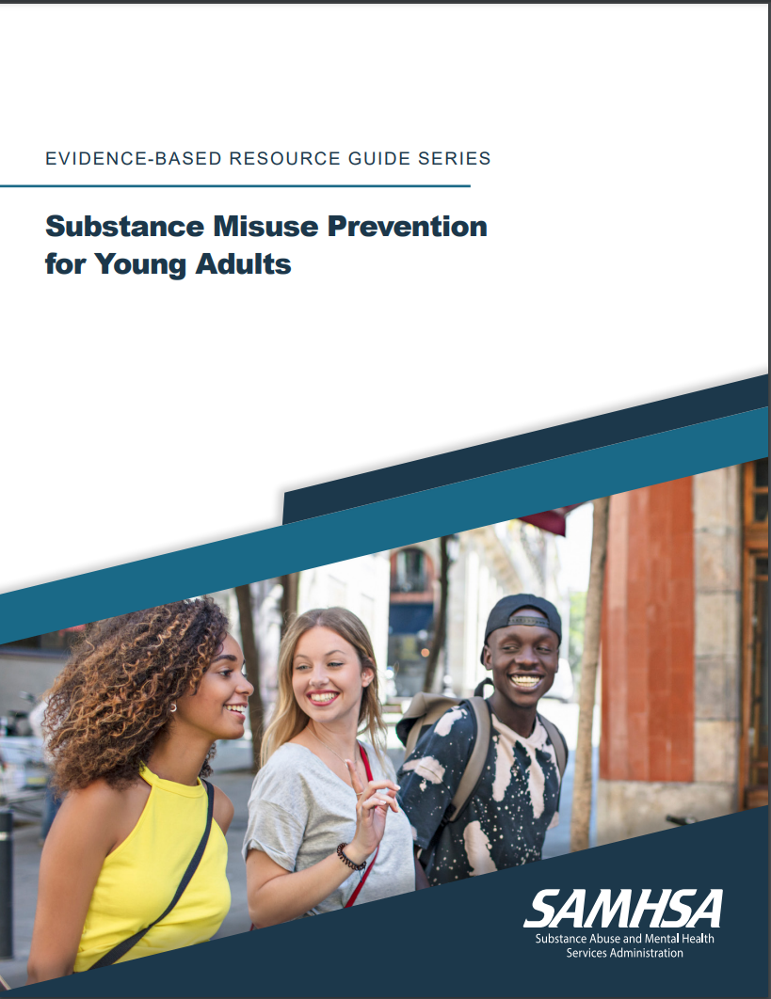 EVIDENCE-BASED RESOURCE GUIDE SERIES
Substance Misuse Prevention
for Young Adults
SAMHSA
Substance Abuse and Mental Health
Services Administration